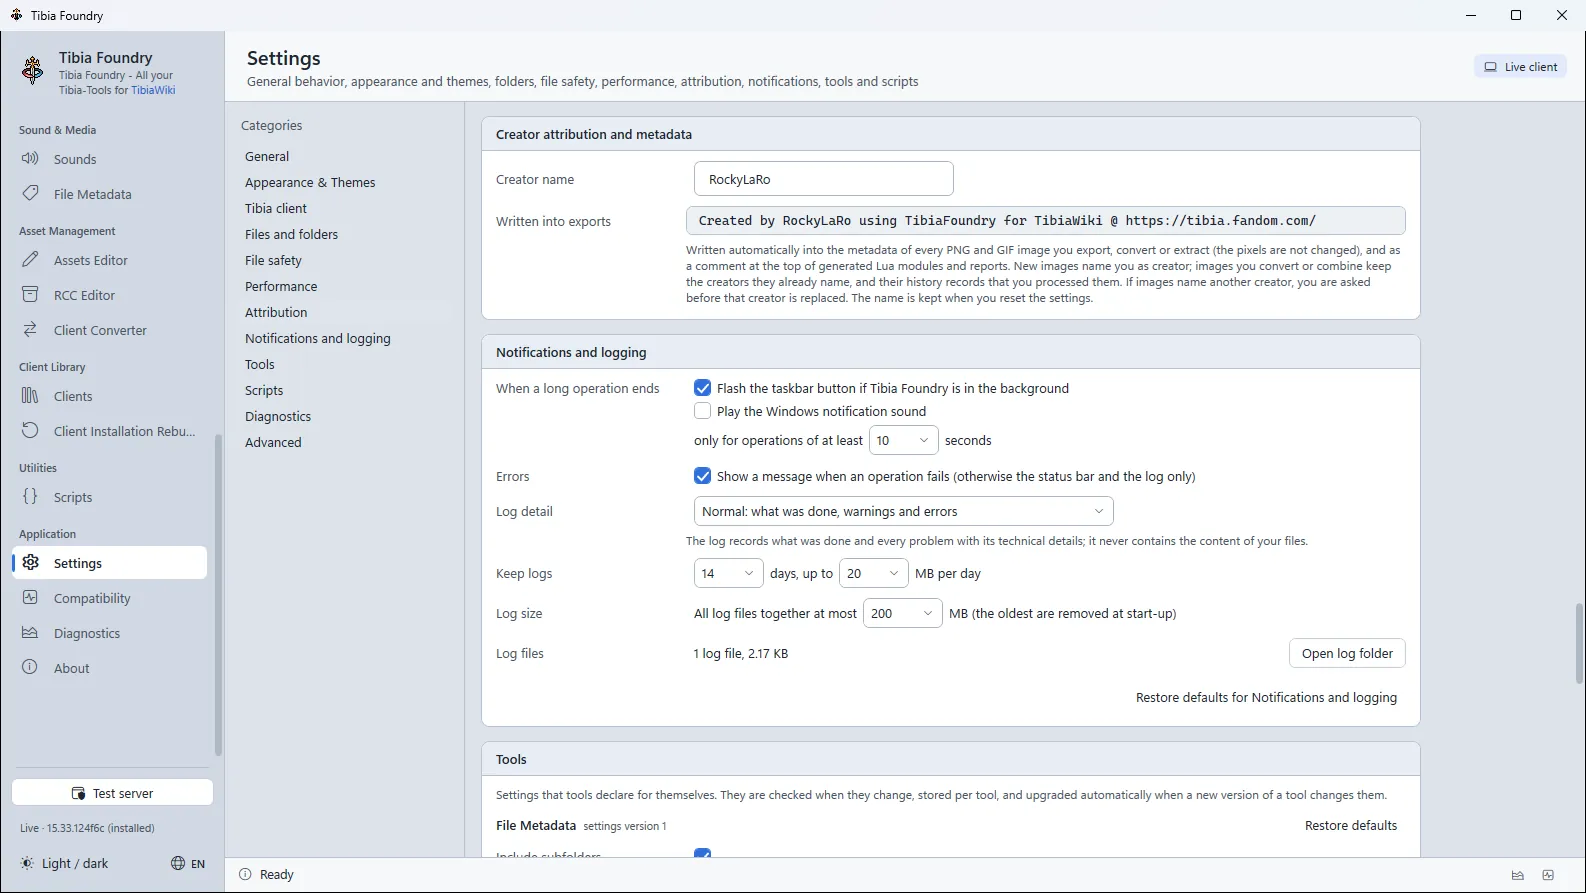 Tibia Foundry
Tibia Foundry
Tibia Foundry - All your
Tibia-Tools for TibiaWiki
Sound & Media
Sounds
File Metadata
Asset Management
Assets Editor
RCC Editor
Client Converter
Client Library
Clients
Client Installation Rebu...
Utilities
Scripts
Application
Settings
Compatibility
Diagnostics
About
Test server
Live · 15.33.124f6c (installed)
Light / dark
EN
Settings
General behavior, appearance and themes, folders, file safety, performance, attribution, notifications, tools and scripts
Live client
Categories
General
Appearance & Themes
Tibia client
Files and folders
File safety
Performance
Attribution
Notifications and logging
Tools
Scripts
Diagnostics
Advanced
Creator attribution and metadata
Creator name
RockyLaRo
Written into exports
Created by RockyLaRo using TibiaFoundry for TibiaWiki @ https://tibia.fandom.com/
Written automatically into the metadata of every PNG and GIF image you export, convert or extract (the pixels are not changed), and as
a comment at the top of generated Lua modules and reports. New images name you as creator; images you convert or combine keep
the creators they already name, and their history records that you processed them. If images name another creator, you are asked
before that creator is replaced. The name is kept when you reset the settings.
Notifications and logging
When a long operation ends
Flash the taskbar button if Tibia Foundry is in the background
Play the Windows notification sound
only for operations of at least 10 seconds
Errors
Show a message when an operation fails (otherwise the status bar and the log only)
Log detail
Normal: what was done, warnings and errors
The log records what was done and every problem with its technical details; it never contains the content of your files.
Keep logs
14 days, up to 20 MB per day
Log size
All log files together at most 200 MB (the oldest are removed at start-up)
Log files
1 log file, 2.17 KB
Open log folder
Restore defaults for Notifications and logging
Tools
Settings that tools declare for themselves. They are checked when they change, stored per tool, and upgraded automatically when a new version of a tool changes them.
File Metadata settings version 1
Restore defaults
Include subfolders
Ready